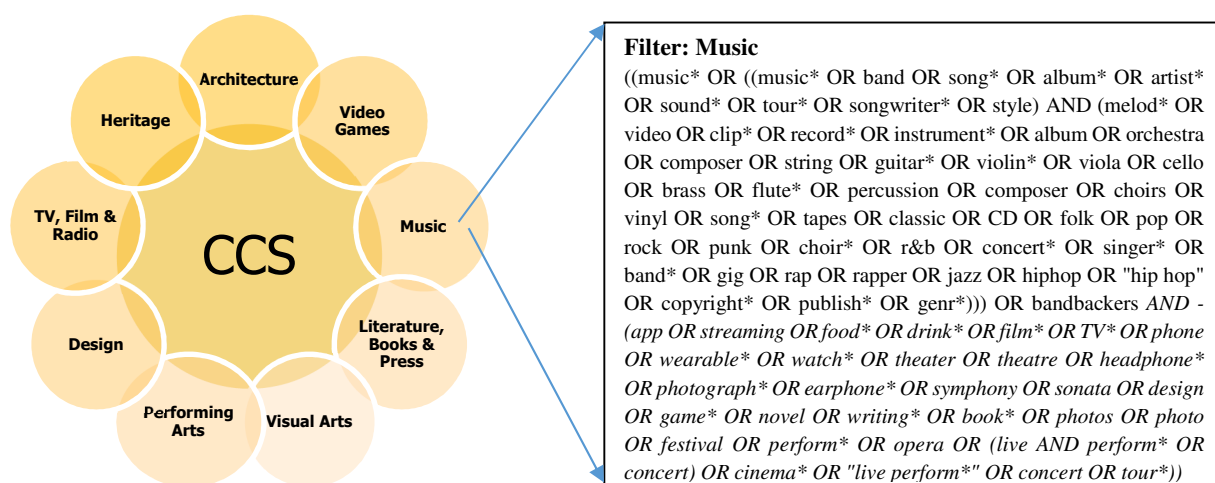 Architecture
Video
Games
Heritage
TV, Film &
Radio
CCS
Music
Design
Literature,
Books &
Press
Performing
Arts
Visual Arts
Filter: Music
((music* OR ((music* OR band OR song* OR album* OR artist*
OR sound* OR tour* OR songwriter* OR style) AND (melod* OR
video OR clip* OR record* OR instrument* OR album OR orchestra
OR composer OR string OR guitar* OR violin* OR viola OR cello
OR brass OR flute* OR percussion OR composer OR choirs OR
vinyl OR song* OR tapes OR classic OR CD OR folk OR pop OR
rock OR punk OR choir* OR r&b OR concert* OR singer* OR
band* OR gig OR rap OR rapper OR jazz OR hiphop OR "hip hop"
OR copyright* OR publish* OR genr*))) OR bandbackers AND -
(app OR streaming OR food* OR drink* OR film* OR TV* OR phone
OR wearable* OR watch* OR theater OR theatre OR headphone*
OR photograph* OR earphone* OR symphony OR sonata OR design
OR game* OR novel OR writing* OR book* OR photos OR photo
OR festival OR perform* OR opera OR (live AND perform* OR
concert) OR cinema* OR "live perform*" OR concert OR tour*))